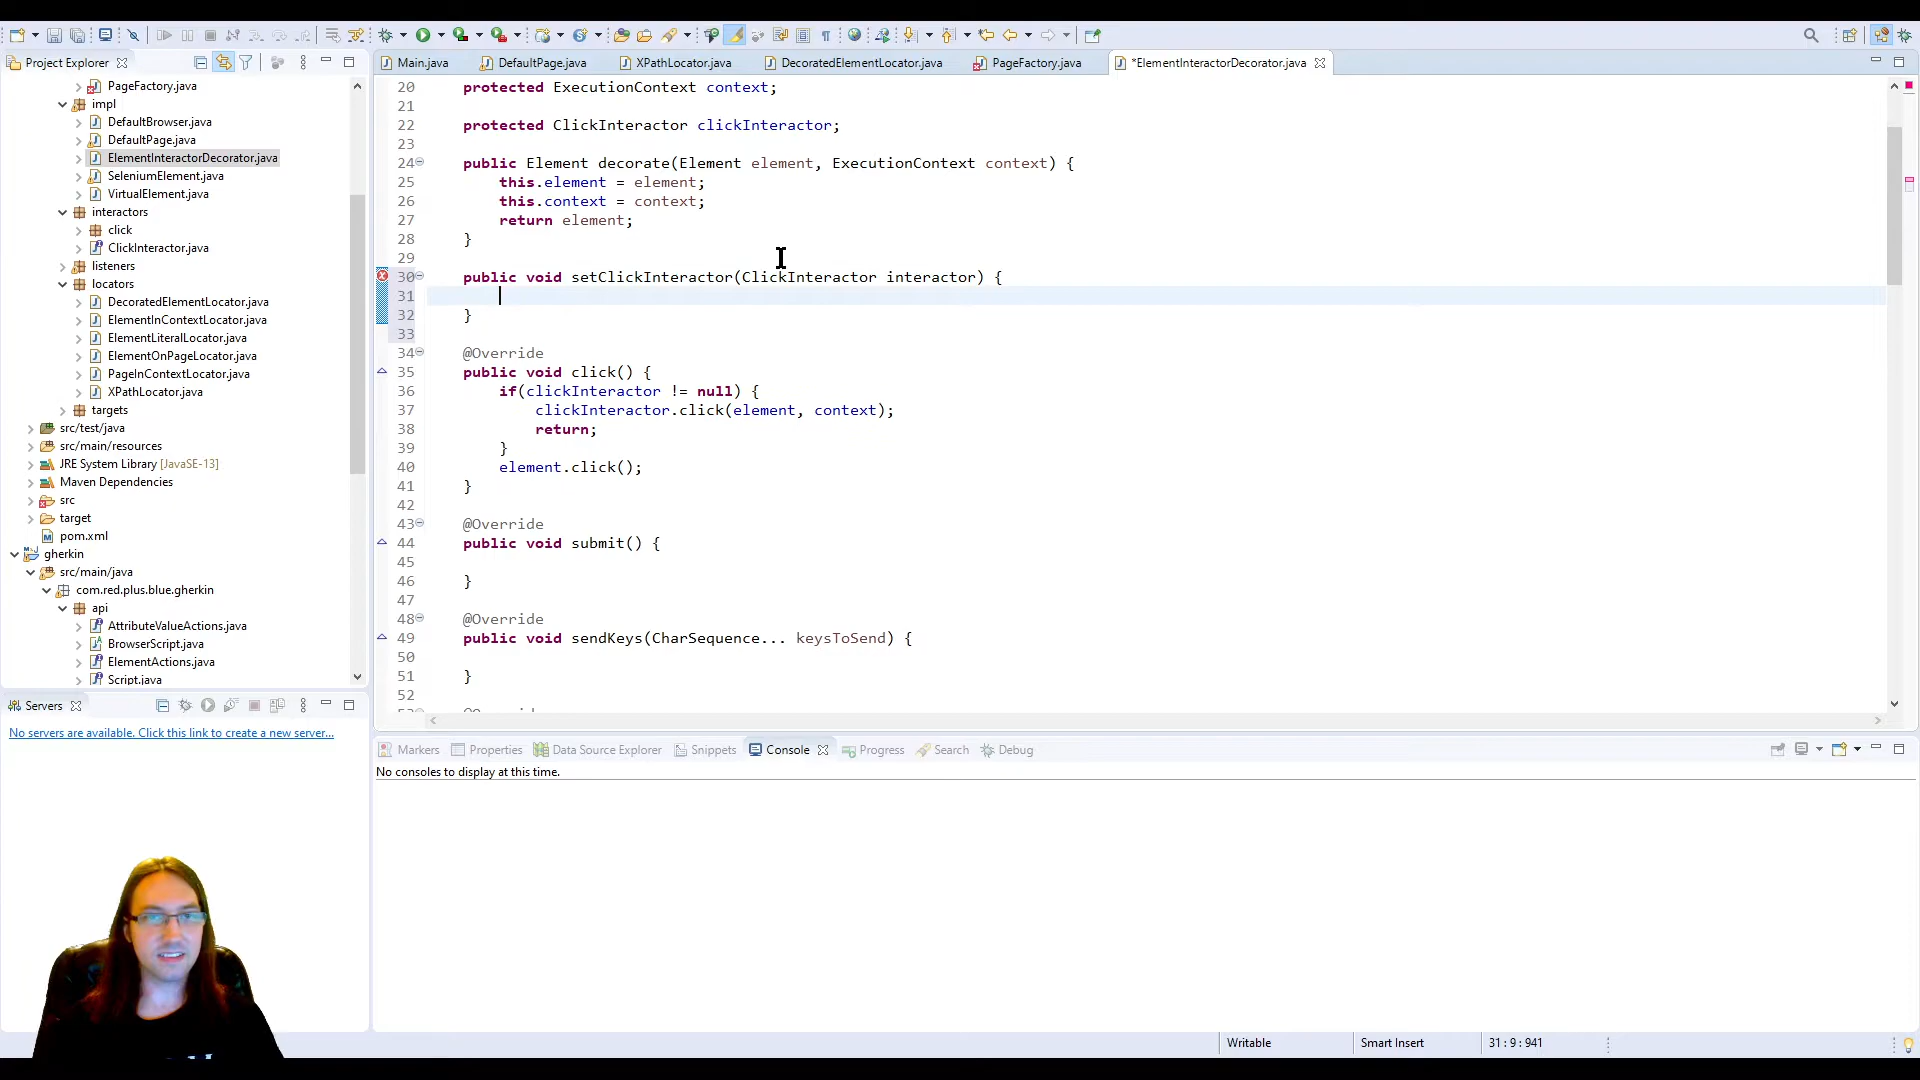 Project Explorer
PageFactory.java
impl
DefaultBrowser.java
DefaultPage.java
ElementInteractorDecorator.java
SeleniumElement.java
VirtualElement.java
interactors
click
ClickInteractor.java
listeners
locators
DecoratedElementLocator.java
ElementInContextLocator.java
ElementLiteralLocator.java
ElementOnPageLocator.java
PageInContextLocator.java
XPathLocator.java
targets
src/test/java
src/main/resources
JRE System Library [JavaSE-13]
Maven Dependencies
src
target
pom.xml
gherkin
src/main/java
com.red.plus.blue.gherkin
api
AttributeValueActions.java
BrowserScript.java
ElementActions.java
Script.java
Servers
No servers are available. Click this link to create a new server...
Main.java DefaultPage.java XPathLocator.java DecoratedElementLocator.java PageFactory.java *ElementInteractorDecorator.java
20 protected ExecutionContext context;
21
22 protected ClickInteractor clickInteractor;
23
24 public Element decorate(Element element, ExecutionContext context) {
25 this.element = element;
26 this.context = context;
27 return element;
28 }
29
30 public void setClickInteractor(ClickInteractor interactor) {
31
32 }
33
34 @Override
35 public void click() {
36 if(clickInteractor != null) {
37 clickInteractor.click(element, context);
38 return;
39 }
40 element.click();
41 }
42
43 @Override
44 public void submit() {
45
46 }
47
48 @Override
49 public void sendKeys(CharSequence... keysToSend) {
50
51 }
52
Markers Properties Data Source Explorer Snippets Console Progress Search Debug
No consoles to display at this time.
Writable Smart Insert 31 : 9 : 941